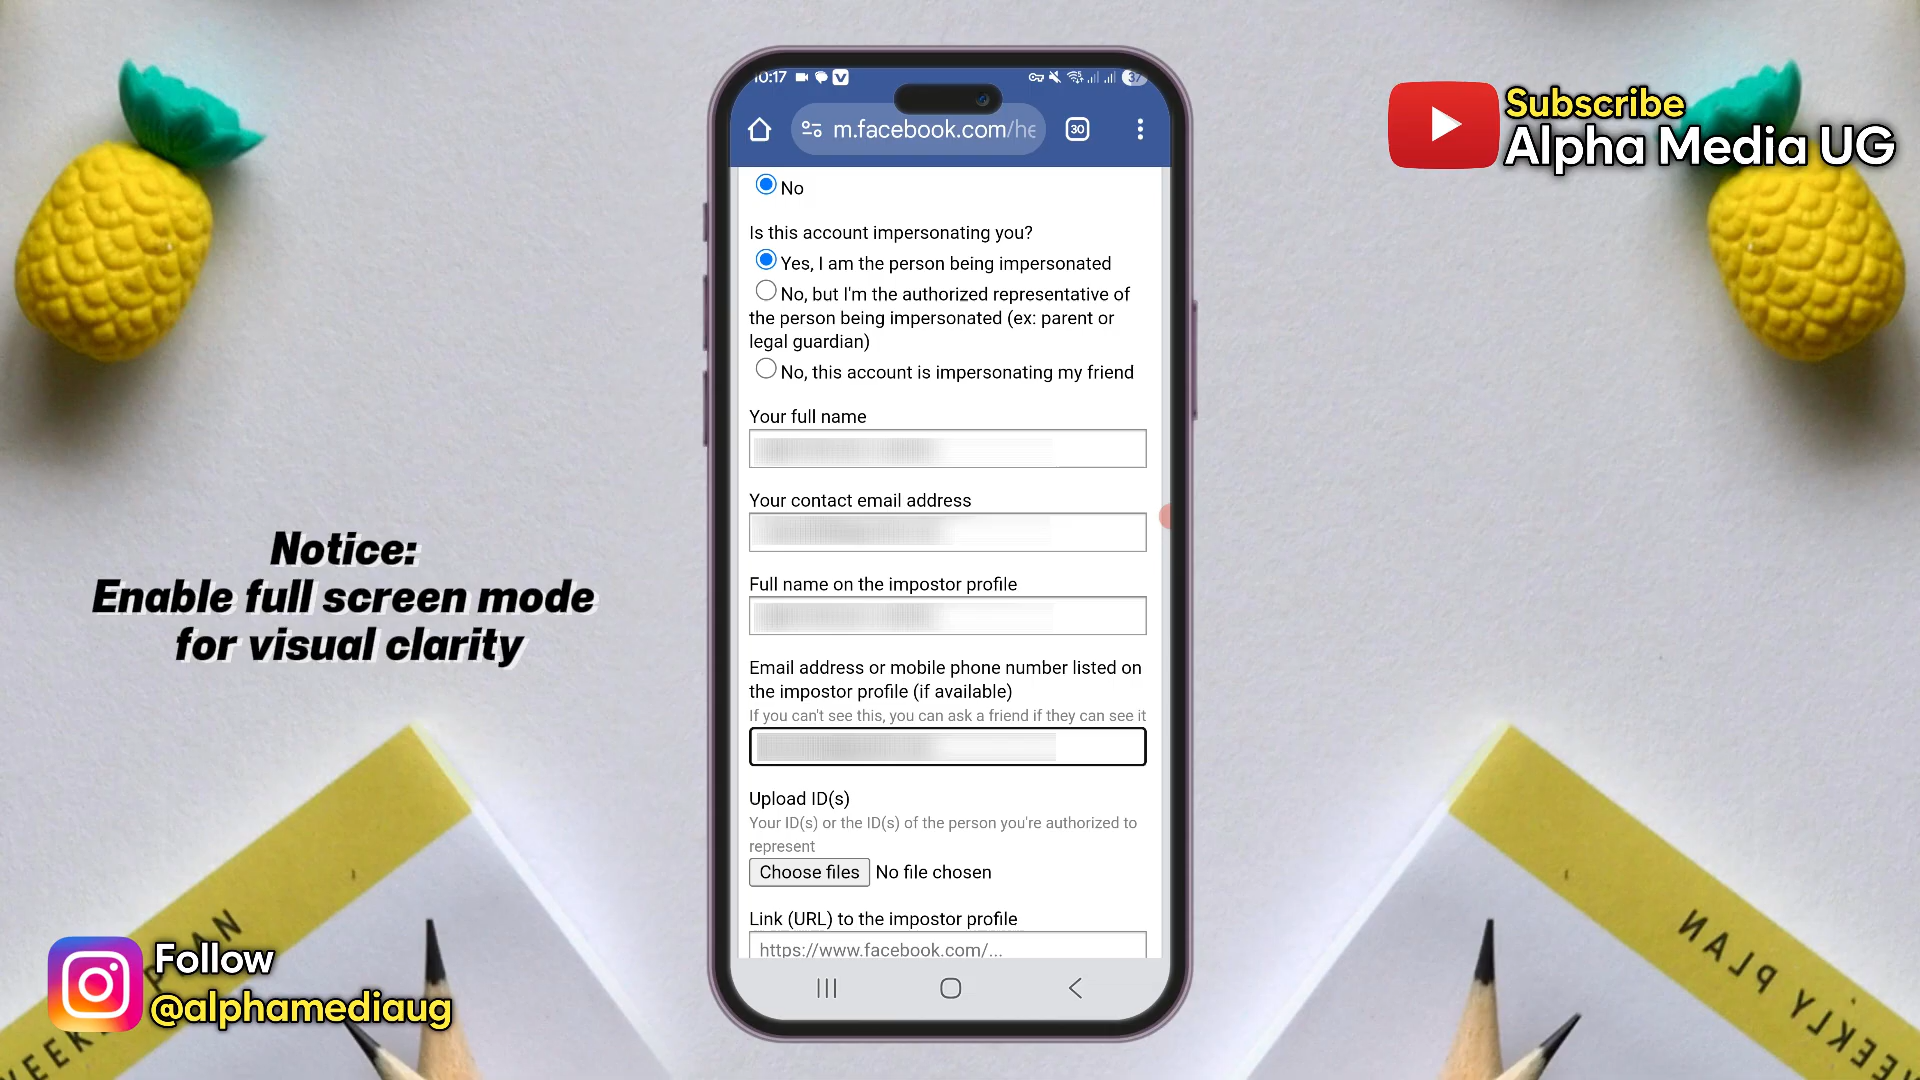 10:17
37
m.facebook.com/he
30
No
Is this account impersonating you?
Yes, I am the person being impersonated
No, but I'm the authorized representative of
the person being impersonated (ex: parent or
legal guardian)
No, this account is impersonating my friend
Your full name
Your contact email address
Full name on the impostor profile
Email address or mobile phone number listed on
the impostor profile (if available)
If you can't see this, you can ask a friend if they can see it
Upload ID(s)
Your ID(s) or the ID(s) of the person you're authorized to
represent
Choose files No file chosen
Link (URL) to the impostor profile
https://www.facebook.com/...
Notice:
Enable full screen mode
for visual clarity
Subscribe
Alpha Media UG
Follow
@alphamediaug
WEEKLY PLAN